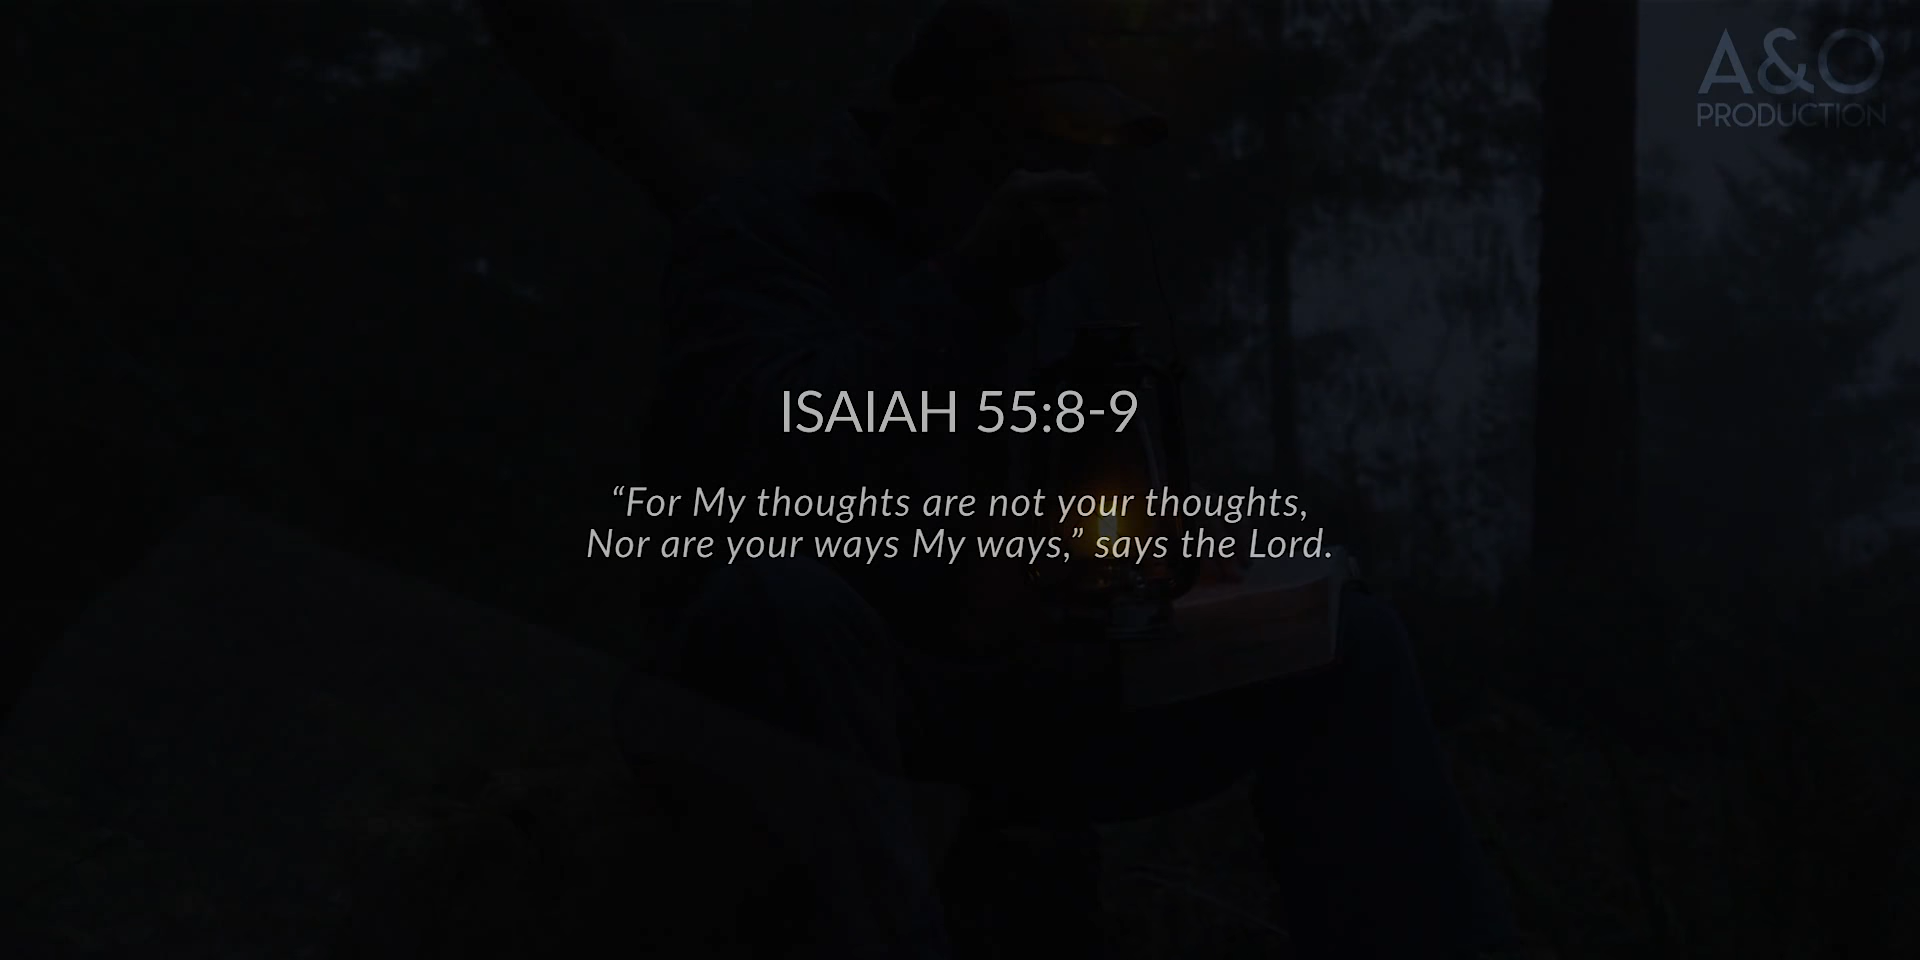 A&O
PRODUCTION
ISAIAH 55:8-9
“For My thoughts are not your thoughts,
Nor are your ways My ways,” says the Lord.